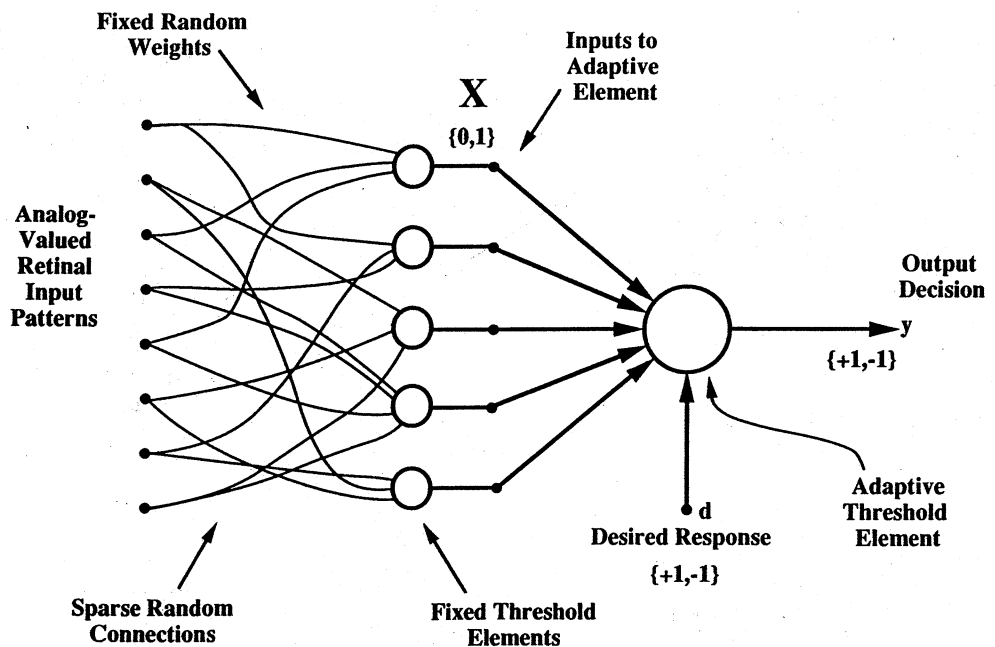 Fixed Random
Weights
Inputs to
Adaptive
Element
X
{0,1}
Analog-
Valued
Retinal
Input
Patterns
Output
Decision
y
{+1,-1}
d
Desired Response
{+1,-1}
Adaptive
Threshold
Element
Sparse Random
Connections
Fixed Threshold
Elements